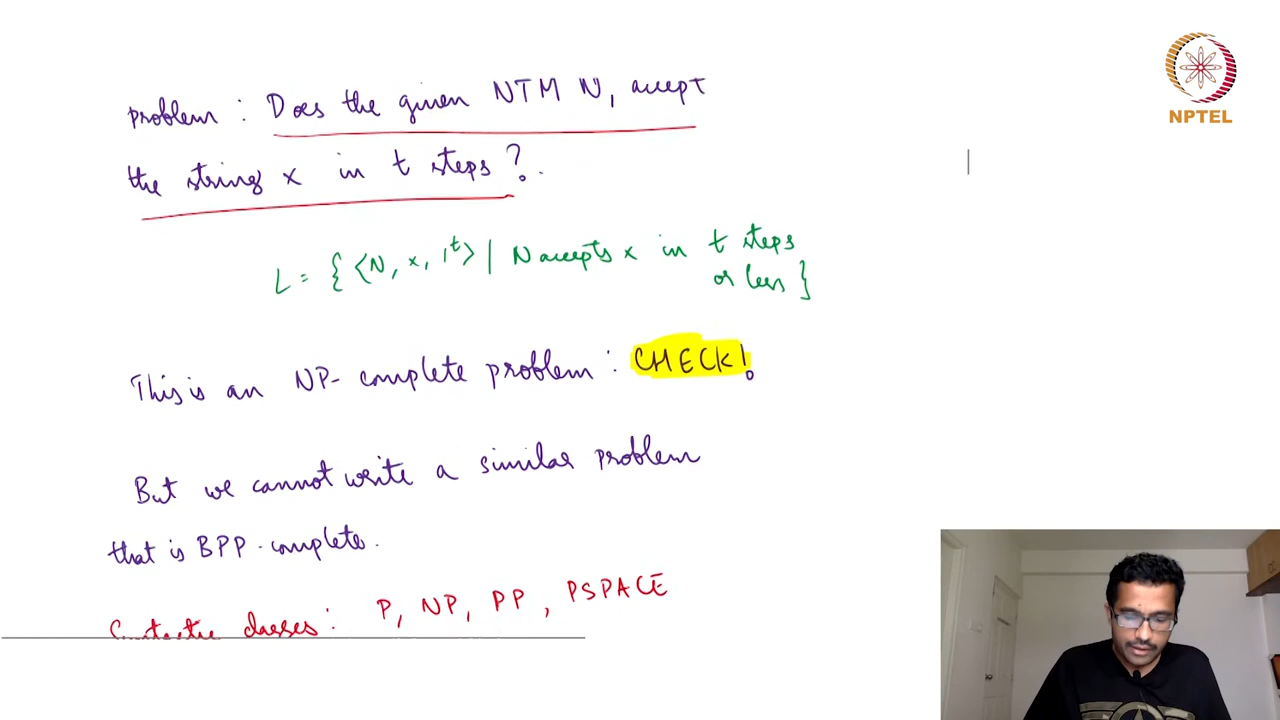 problem : Does the given NTM N, accept
the string x in t steps ?
L = { ⟨N, x, 1^t⟩ | N accepts x in t steps
or less }
This is an NP-complete problem : CHECK!
But we cannot write a similar problem
that is BPP-complete.
classes : P, NP, PP, PSPACE
NPTEL